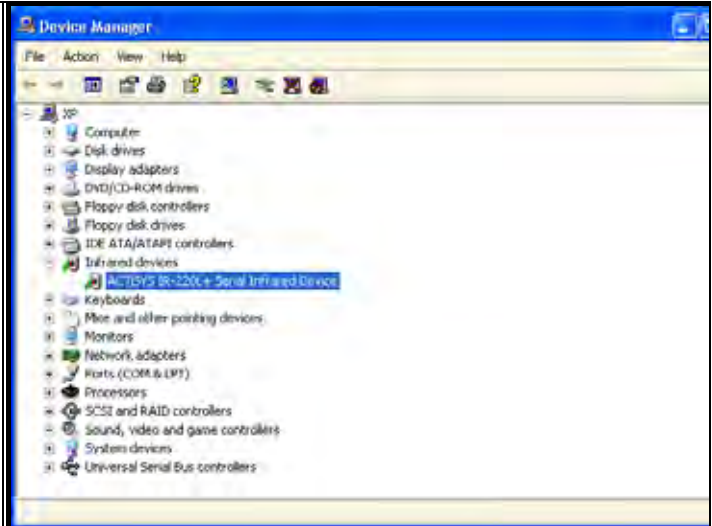 Device Manager
File Action View Help
XP
Computer
Disk drives
Display adapters
DVD/CD-ROM drives
Floppy disk controllers
Floppy disk drives
IDE ATA/ATAPI controllers
Infrared devices
ACTISYS IR-220L+ Serial Infrared Device
Keyboards
Mice and other pointing devices
Monitors
Network adapters
Ports (COM & LPT)
Processors
SCSI and RAID controllers
Sound, video and game controllers
System devices
Universal Serial Bus controllers